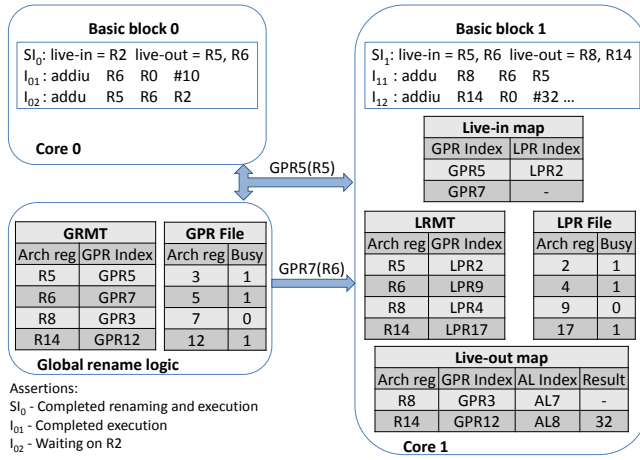 Basic block 0
SI0: live-in = R2 live-out = R5, R6
I01 : addiu R6 R0 #10
I02 : addu R5 R6 R2
Core 0
GPR5(R5)
GRMT
Arch reg GPR Index
R5 GPR5
R6 GPR7
R8 GPR3
R14 GPR12
GPR File
Arch reg Busy
3 1
5 1
7 0
12 1
Global rename logic
GPR7(R6)
Assertions:
SI0 - Completed renaming and execution
I01 - Completed execution
I02 - Waiting on R2
Basic block 1
SI1: live-in = R5, R6 live-out = R8, R14
I11 : addu R8 R6 R5
I12 : addiu R14 R0 #32 ...
Live-in map
GPR Index LPR Index
GPR5 LPR2
GPR7 -
LRMT
Arch reg GPR Index
R5 LPR2
R6 LPR9
R8 LPR4
R14 LPR17
LPR File
Arch reg Busy
2 1
4 1
9 0
17 1
Live-out map
Arch reg GPR Index AL Index Result
R8 GPR3 AL7 -
R14 GPR12 AL8 32
Core 1